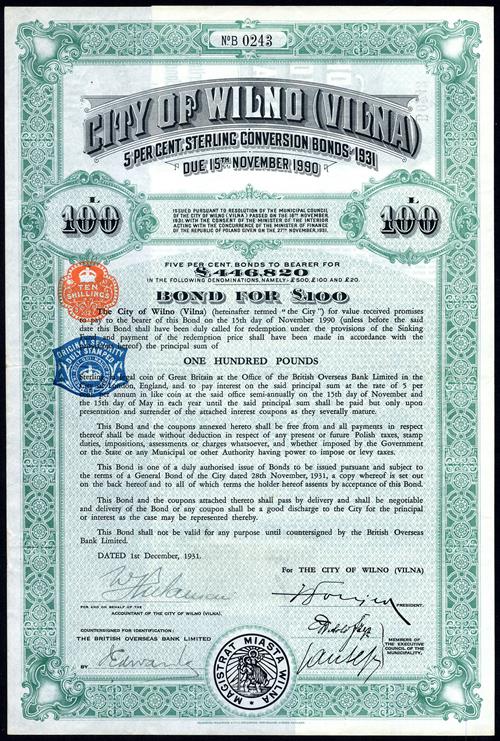 No B 0243
CITY OF WILNO (VILNA)
5 PER CENT. STERLING CONVERSION BONDS OF 1931
DUE 15TH NOVEMBER 1990
L 100
L 100
ISSUED PURSUANT TO RESOLUTION OF THE MUNICIPAL COUNCIL
OF THE CITY OF WILNO (VILNA) PASSED ON THE 18TH NOVEMBER,
1931, WITH THE CONSENT OF THE MINISTER OF THE INTERIOR
ACTING WITH THE CONCURRENCE OF THE MINISTER OF FINANCE
OF THE REPUBLIC OF POLAND GIVEN ON THE 27TH NOVEMBER, 1931.
FIVE PER CENT. BONDS TO BEARER FOR
£446,820
IN THE FOLLOWING DENOMINATIONS, NAMELY:- £500, £100 AND £20.
BOND FOR £100
TEN
SHILLINGS
The City of Wilno (Vilna) (hereinafter termed "the City") for value received promises
to pay to the bearer of this Bond on the 15th day of November 1990 (unless before the said
date this Bond shall have been duly called for redemption under the provisions of the Sinking
and payment of the redemption price shall have been made in accordance with the
hereof) the principal sum of
ORIGINAL
DULY STAMPED
ONE HUNDRED POUNDS
Sterling legal coin of Great Britain at the Office of the British Overseas Bank Limited in the
City of London, England, and to pay interest on the said principal sum at the rate of 5 per
per annum in like coin at the said office semi-annually on the 15th day of November and
the 15th day of May in each year until the said principal sum shall be paid but only upon
presentation and surrender of the attached interest coupons as they severally mature.
This Bond and the coupons annexed hereto shall be free from and all payments in respect
thereof shall be made without deduction in respect of any present or future Polish taxes, stamp
duties, impositions, assessments or charges whatsoever, and whether imposed by the Government
or the State or any Municipal or other Authority having power to impose or levy taxes.
This Bond is one of a duly authorised issue of Bonds to be issued pursuant and subject to the
terms of a General Bond of the City dated 28th November, 1931, a copy whereof is set out
on the back hereof and to all of which terms the holder hereof assents by acceptance of this Bond.
This Bond and the coupons attached thereto shall pass by delivery and shall be negotiable
and delivery of the Bond or any coupon shall be a good discharge to the City for the principal
or interest as the case may be represented thereby.
This Bond shall not be valid for any purpose until countersigned by the British Overseas
Bank Limited.
DATED 1st December, 1931.
For THE CITY OF WILNO (VILNA)
PRESIDENT.
FOR AND ON BEHALF OF THE
ACCOUNTANT OF THE CITY OF WILNO (VILNA).
COUNTERSIGNED FOR IDENTIFICATION:
THE BRITISH OVERSEAS BANK LIMITED
BY Edwards
MEMBERS OF
THE EXECUTIVE
COUNCIL OF THE
MUNICIPALITY.
MAGISTRAT MIASTA WILNA